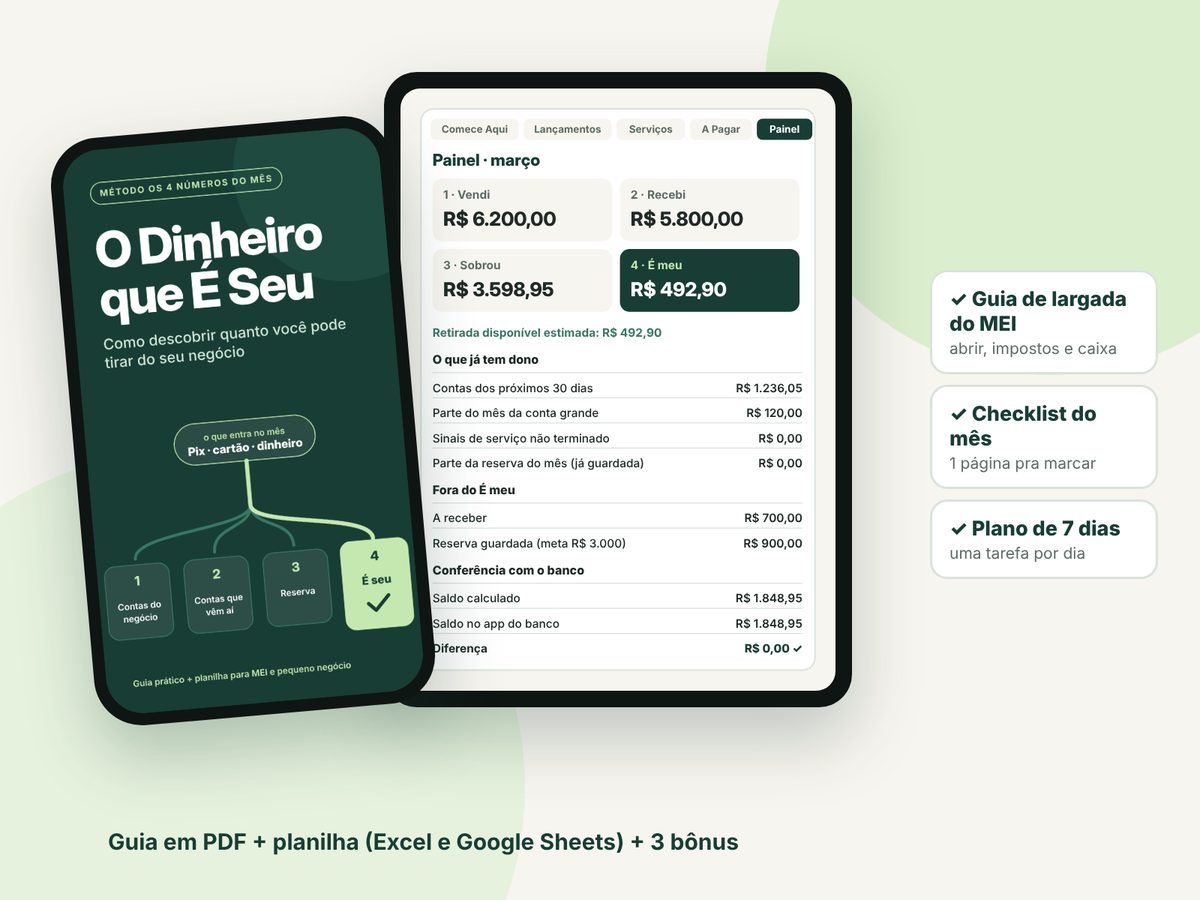 MÉTODO OS 4 NÚMEROS DO MÊS
O Dinheiro
que É Seu
Como descobrir quanto você pode
tirar do seu negócio
o que entra no mês
Pix · cartão · dinheiro
1
Contas do
negócio
2
Contas que
vêm aí
3
Reserva
4
É seu
Guia prático + planilha para MEI e pequeno negócio
Comece Aqui
Lançamentos
Serviços
A Pagar
Painel
Painel · março
1 · Vendi
R$ 6.200,00
2 · Recebi
R$ 5.800,00
3 · Sobrou
R$ 3.598,95
4 · É meu
R$ 492,90
Retirada disponível estimada: R$ 492,90
O que já tem dono
Contas dos próximos 30 dias R$ 1.236,05
Parte do mês da conta grande R$ 120,00
Sinais de serviço não terminado R$ 0,00
Parte da reserva do mês (já guardada) R$ 0,00
Fora do É meu
A receber R$ 700,00
Reserva guardada (meta R$ 3.000) R$ 900,00
Conferência com o banco
Saldo calculado R$ 1.848,95
Saldo no app do banco R$ 1.848,95
Diferença R$ 0,00 ✓
✓ Guia de largada
do MEI
abrir, impostos e caixa
✓ Checklist do
mês
1 página pra marcar
✓ Plano de 7 dias
uma tarefa por dia
Guia em PDF + planilha (Excel e Google Sheets) + 3 bônus